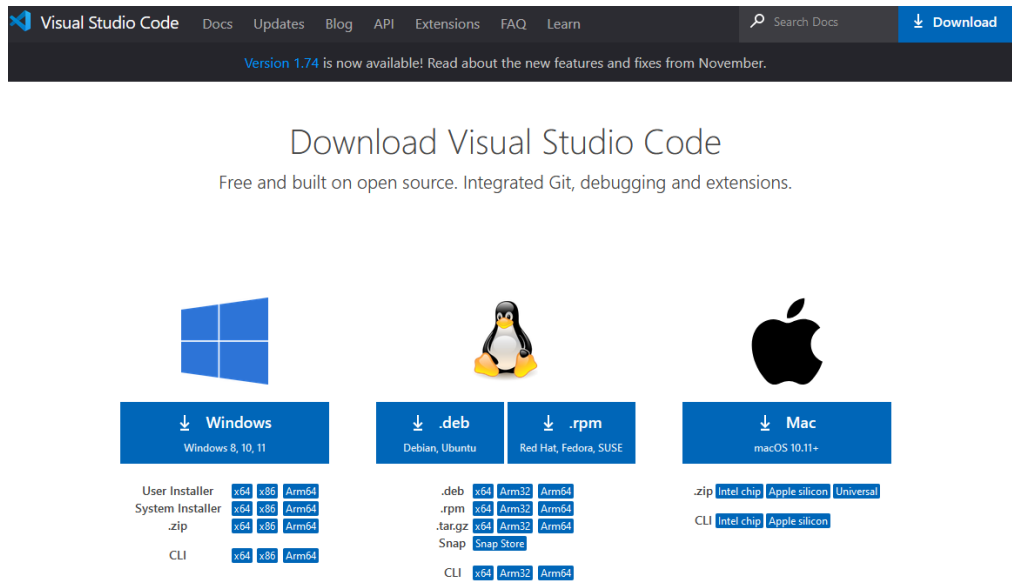 Visual Studio Code Docs Updates Blog API Extensions FAQ Learn Search Docs Download
Version 1.74 is now available! Read about the new features and fixes from November.
Download Visual Studio Code
Free and built on open source. Integrated Git, debugging and extensions.
Windows
Windows 8, 10, 11
User Installer x64 x86 Arm64
System Installer x64 x86 Arm64
.zip x64 x86 Arm64
CLI x64 x86 Arm64
.deb
Debian, Ubuntu
.rpm
Red Hat, Fedora, SUSE
.deb x64 Arm32 Arm64
.rpm x64 Arm32 Arm64
.tar.gz x64 Arm32 Arm64
Snap Snap Store
CLI x64 Arm32 Arm64
Mac
macOS 10.11+
.zip Intel chip Apple silicon Universal
CLI Intel chip Apple silicon